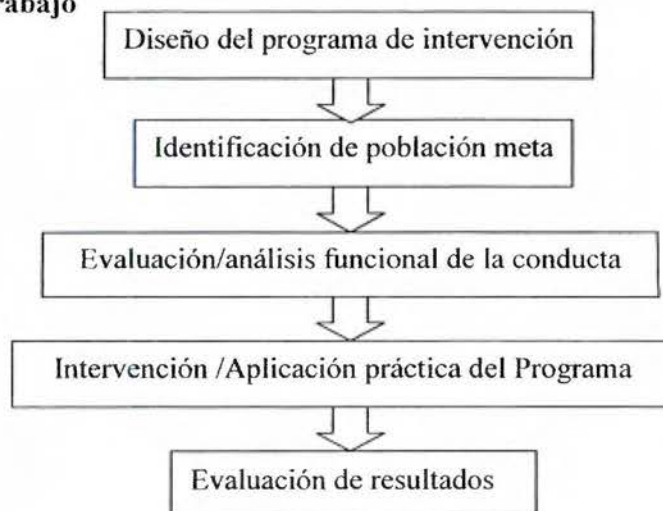 Diseño del programa de intervención
Identificación de población meta
Evaluación/análisis funcional de la conducta
Intervención /Aplicación práctica del Programa
Evaluación de resultados